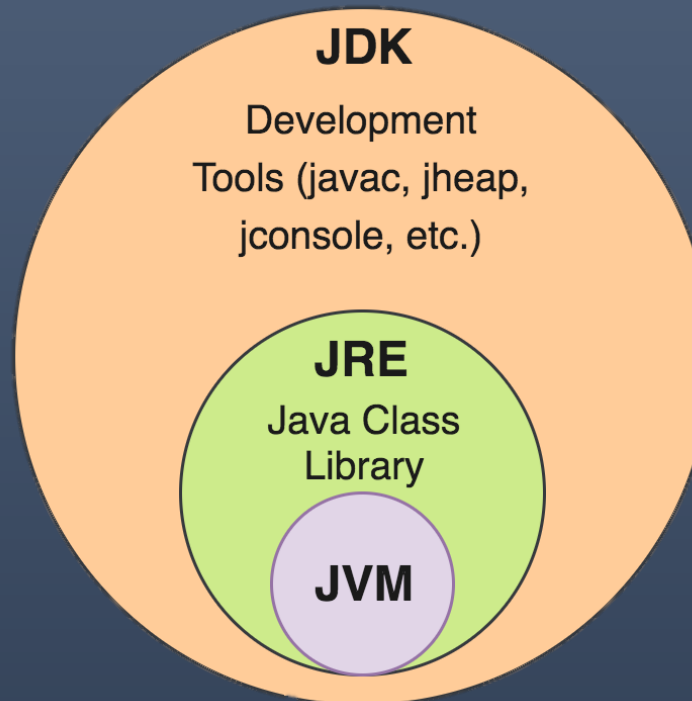 JDK
Development
Tools (javac, jheap,
jconsole, etc.)
JRE
Java Class
Library
JVM